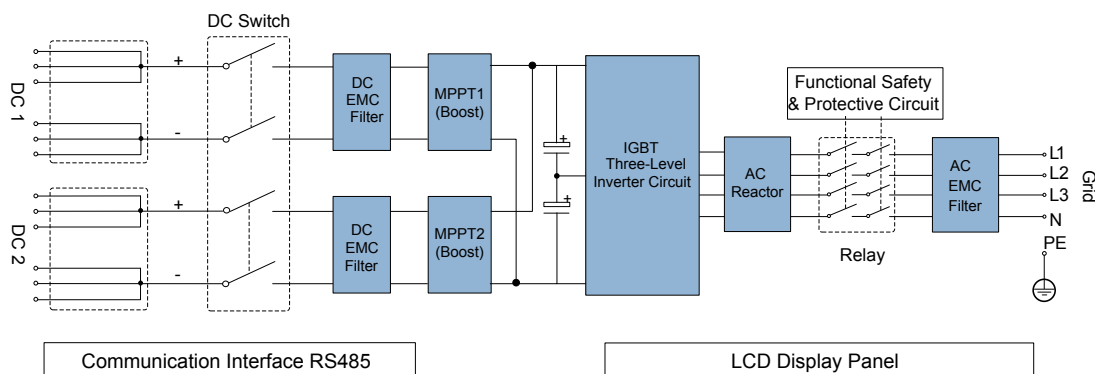 DC Switch
DC 1
+
-
DC
EMC
Filter
MPPT1
(Boost)
DC 2
+
-
DC
EMC
Filter
MPPT2
(Boost)
+
+
IGBT
Three-Level
Inverter Circuit
AC
Reactor
Functional Safety
& Protective Circuit
Relay
AC
EMC
Filter
L1
L2
L3
N
Grid
PE
Communication Interface RS485
LCD Display Panel